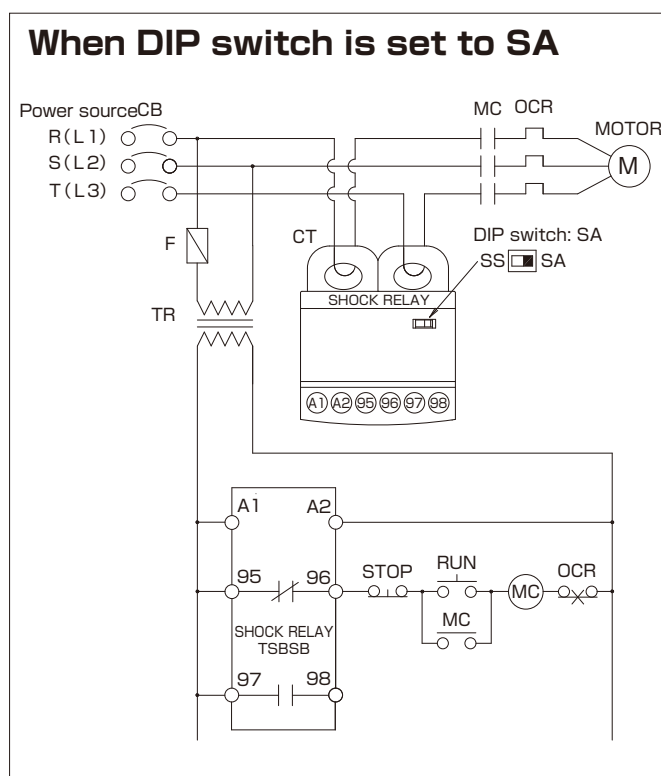 When DIP switch is set to SA
Power sourceCB
R(L1)
S(L2)
T(L3)
MC OCR
MOTOR
M
F
CT
DIP switch: SA
SS SA
TR
SHOCK RELAY
A1 A2 95 96 97 98
A1 A2
95 96
STOP
RUN
MC
OCR
MC
SHOCK RELAY
TSBSB
97 98